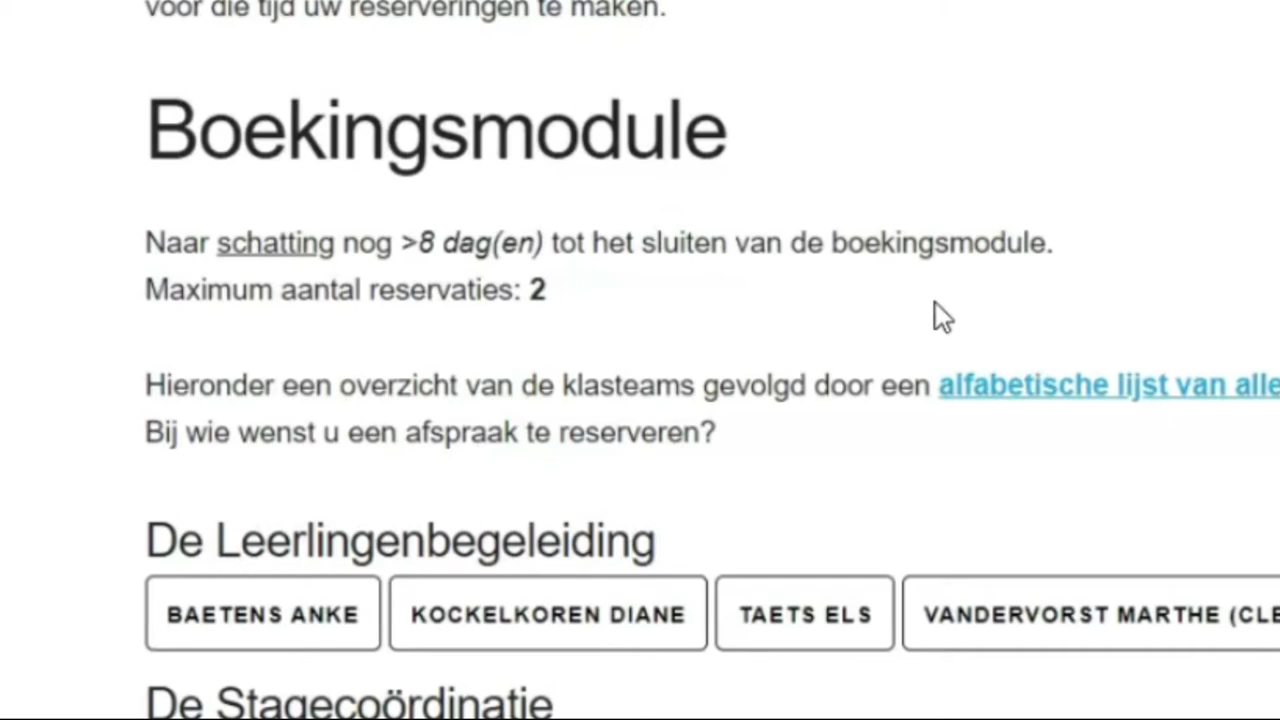 voor die tijd uw reserveringen te maken.
Boekingsmodule
Naar schatting nog >8 dag(en) tot het sluiten van de boekingsmodule.
Maximum aantal reservaties: 2
Hieronder een overzicht van de klasteams gevolgd door een alfabetische lijst van alle
Bij wie wenst u een afspraak te reserveren?
De Leerlingenbegeleiding
BAETENS ANKE KOCKELKOREN DIANE TAETS ELS VANDERVORST MARTHE (CLE
De Stagecoördinatie